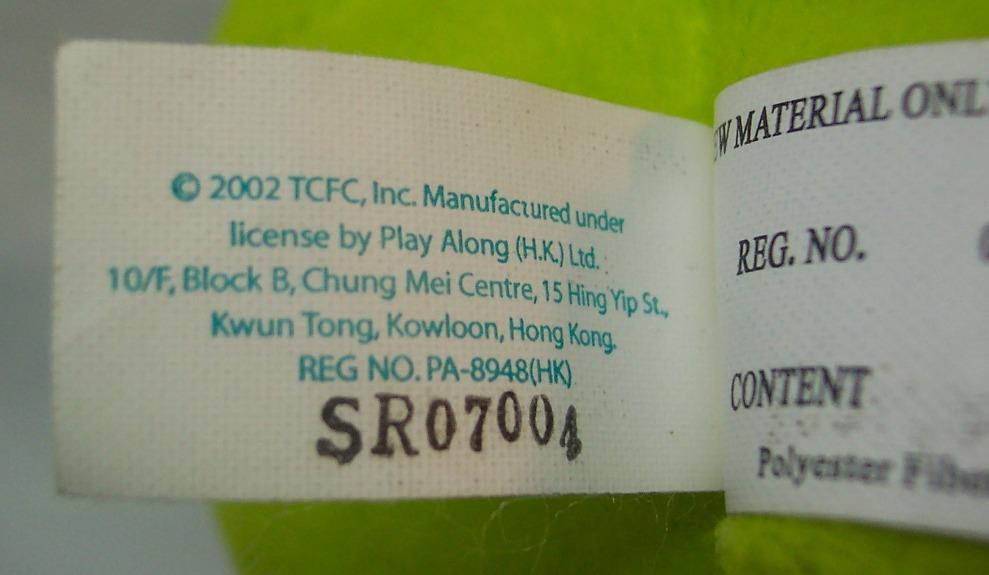 © 2002 TCFC, Inc. Manufactured under
license by Play Along (H.K.) Ltd.
10/F, Block B, Chung Mei Centre, 15 Hing Yip St.,
Kwun Tong, Kowloon, Hong Kong.
REG NO. PA-8948(HK)
SR07004
MATERIAL
REG. NO.
CONTENT
Polyester